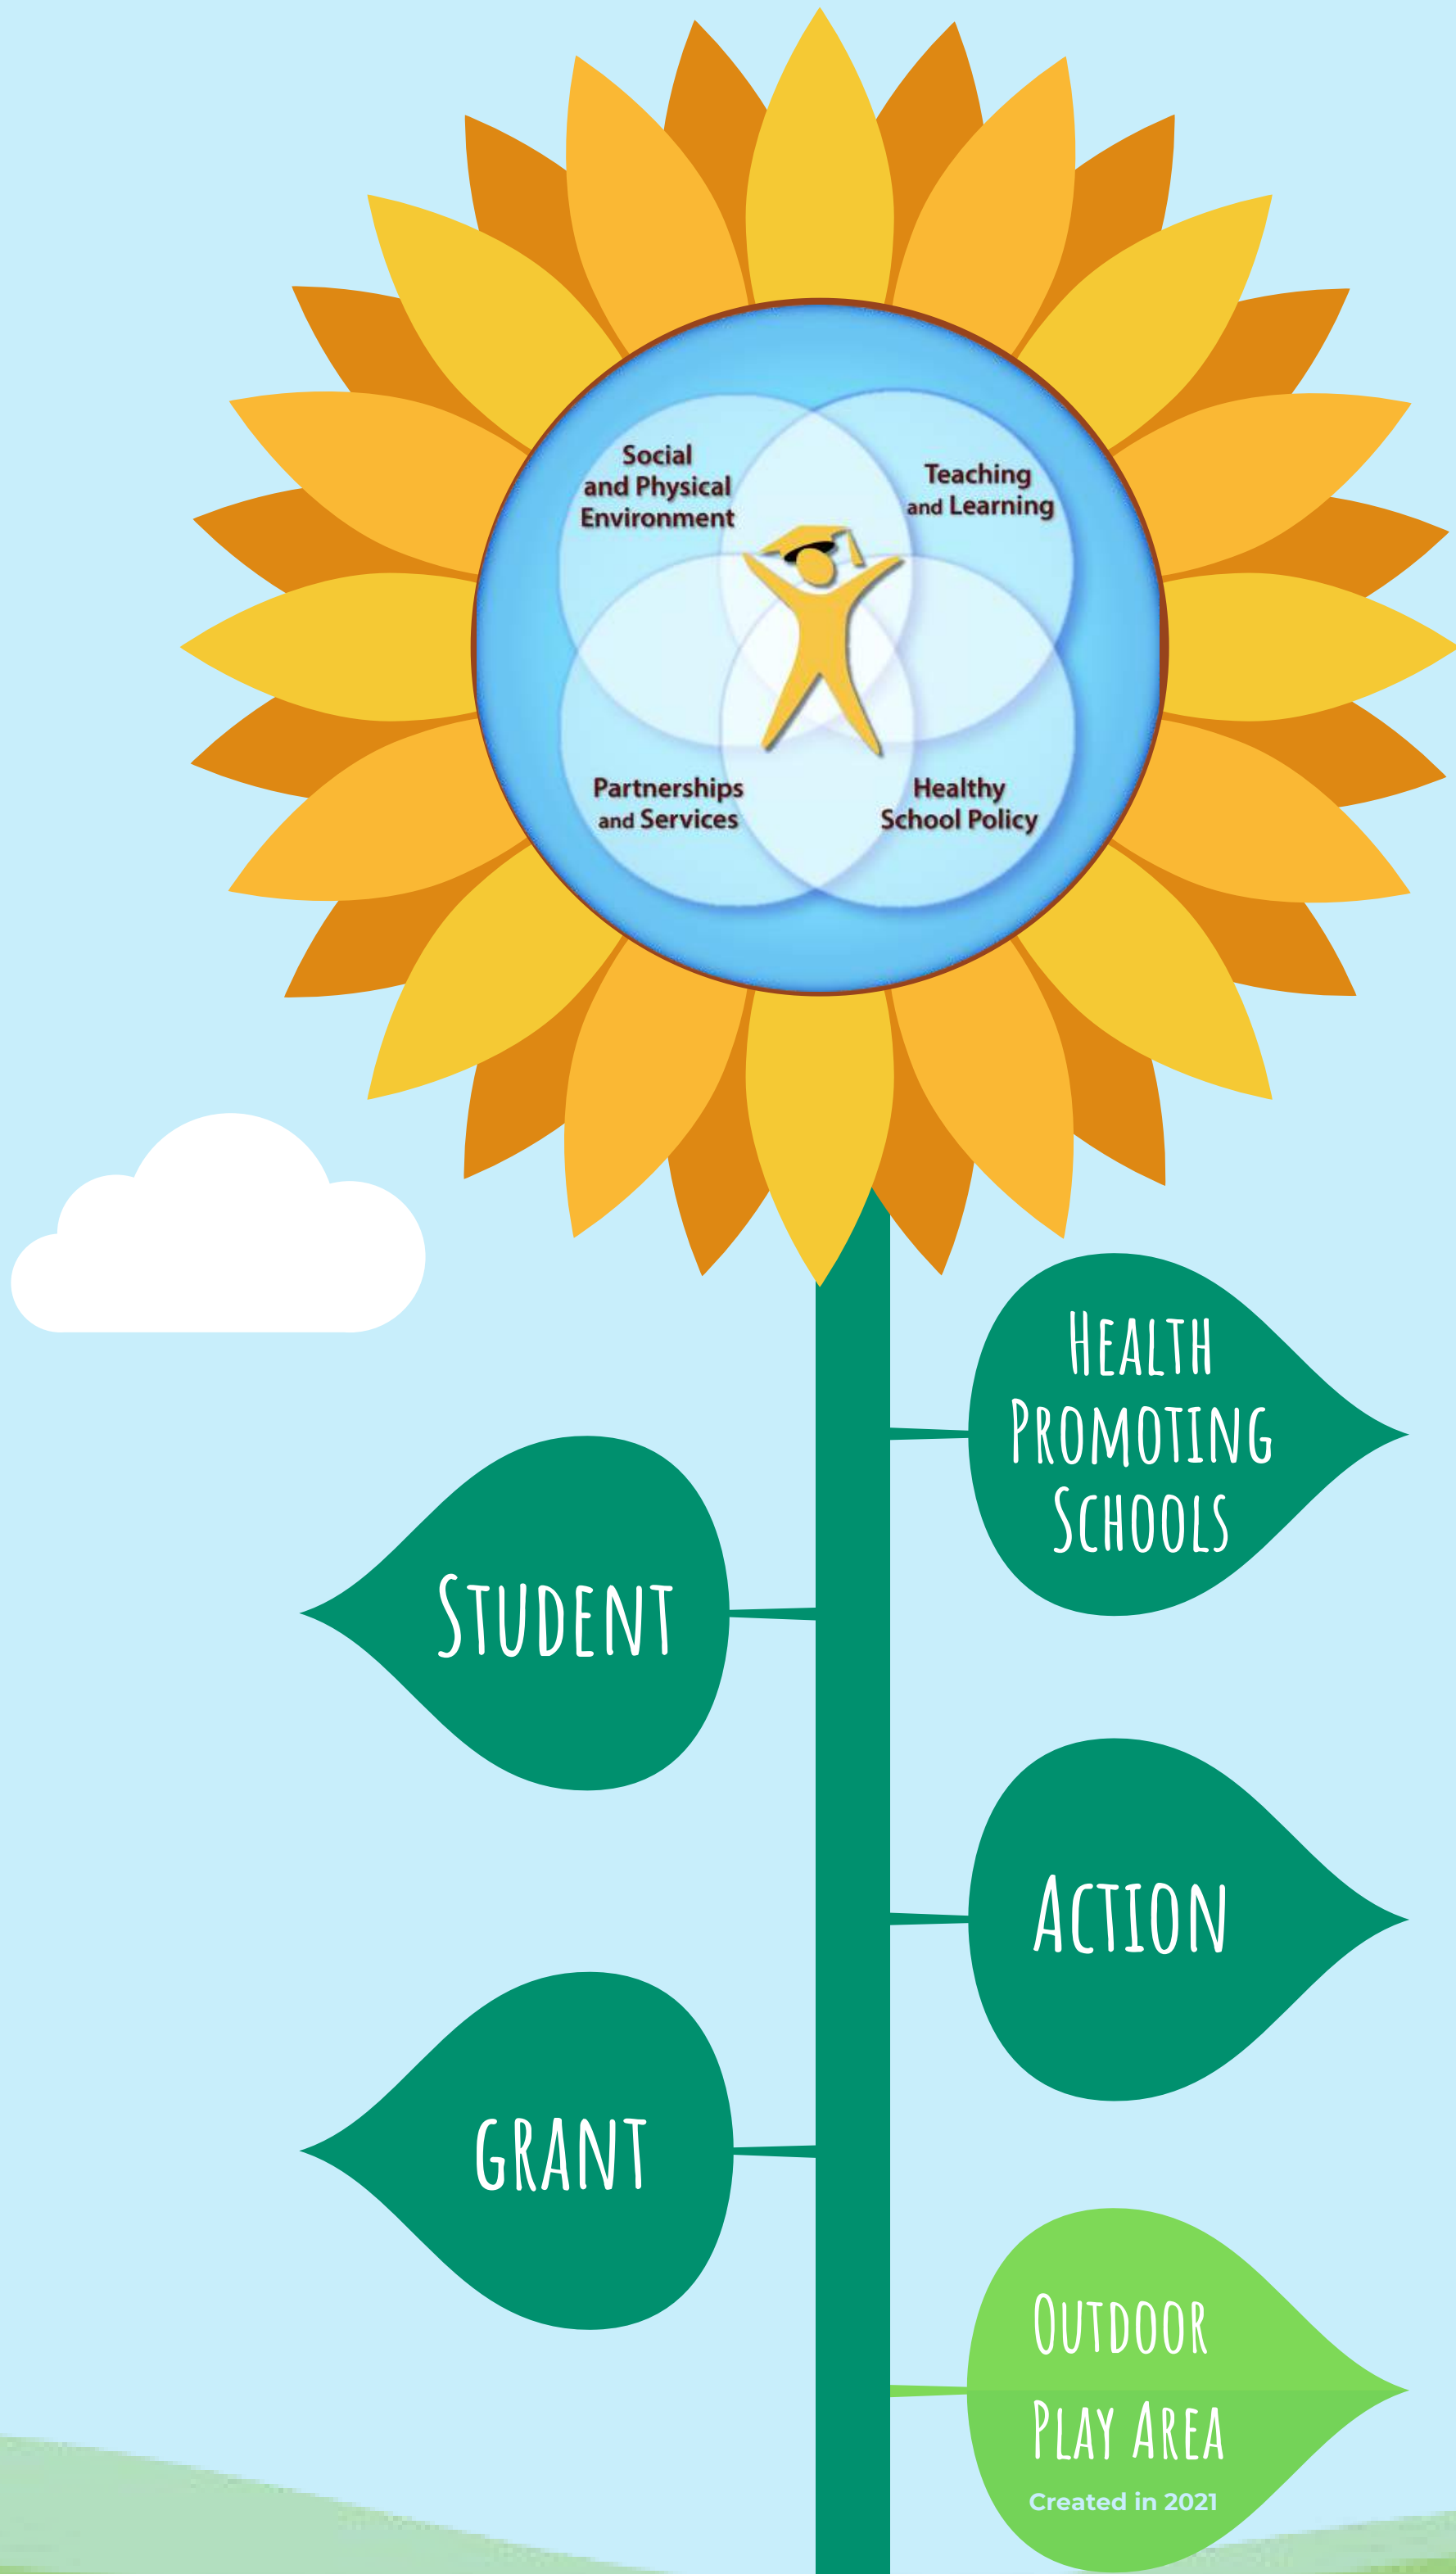 Social
and Physical
Environment
Teaching
and Learning
Partnerships
and Services
Healthy
School Policy
Health
Promoting
Schools
Student
Action
grant
Outdoor
Play Area
Created in 2021